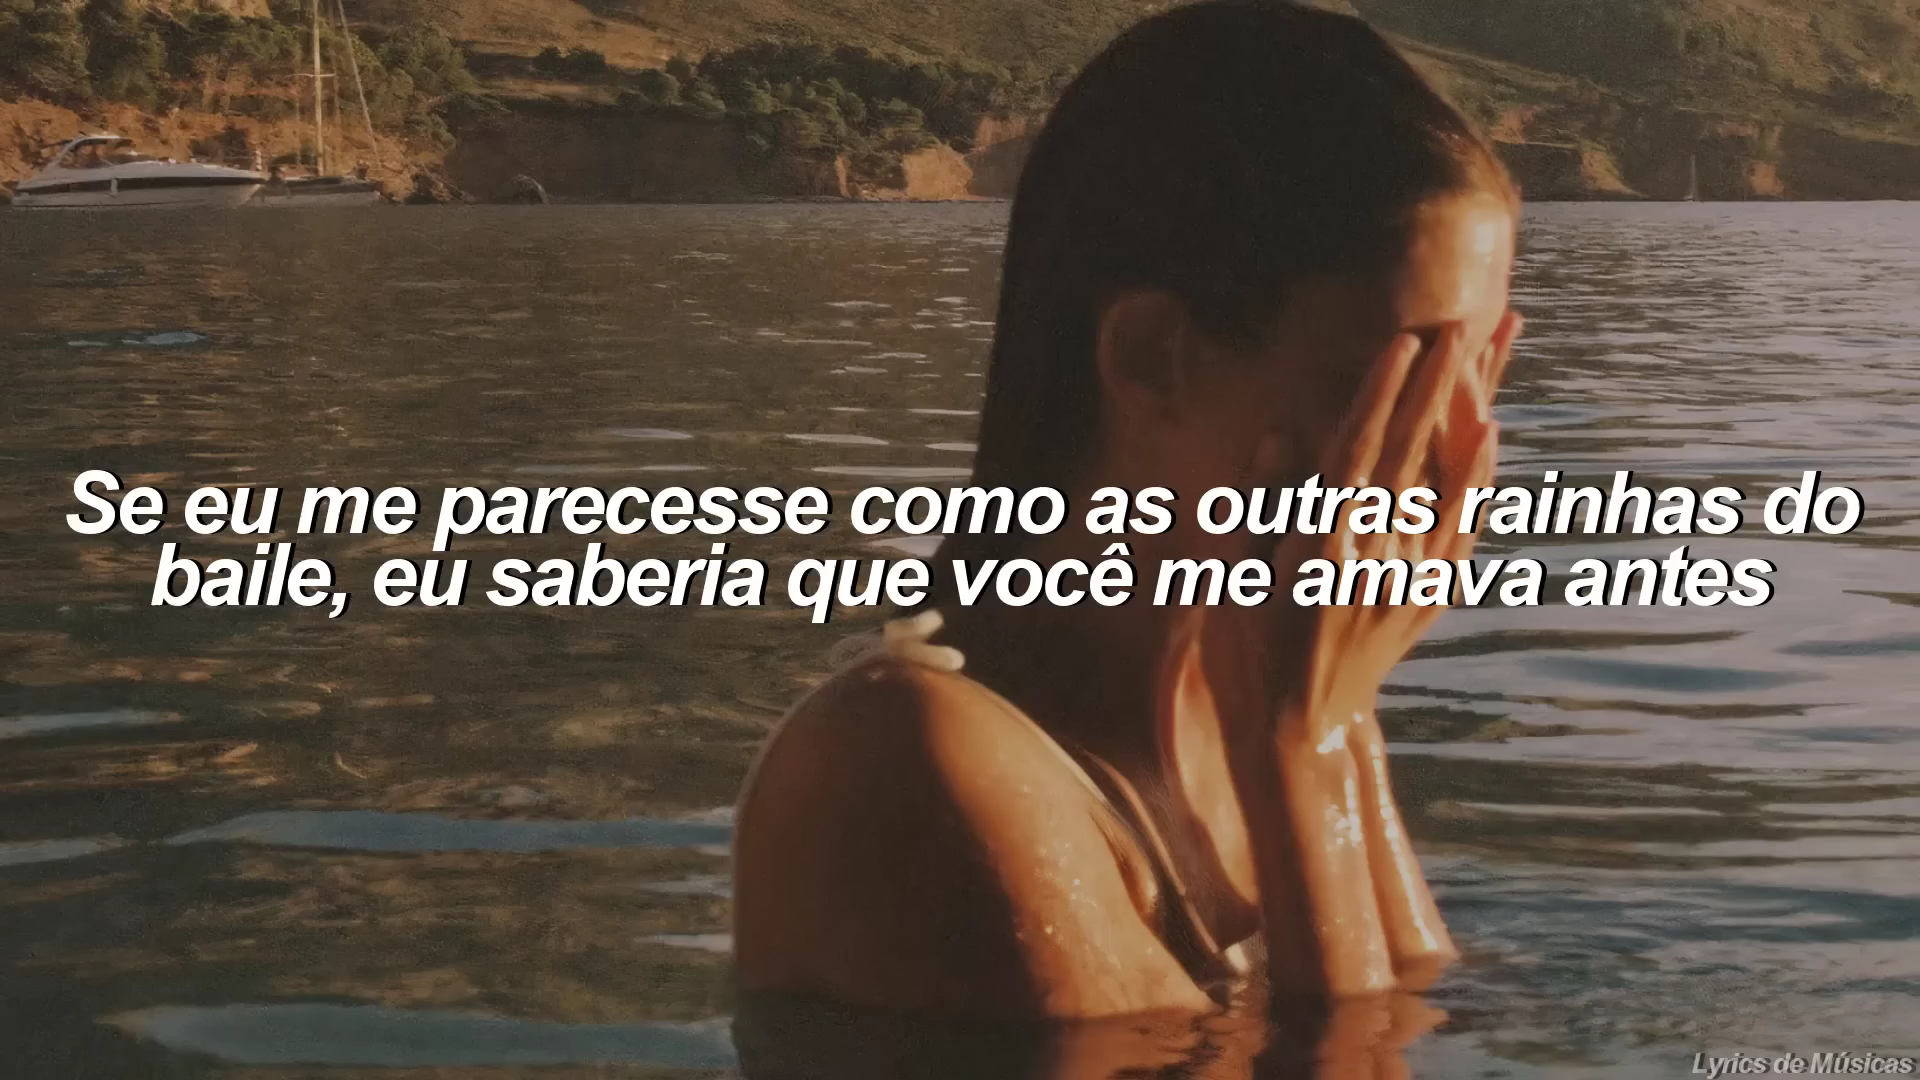 Se eu me parecesse como as outras rainhas do
baile, eu saberia que você me amava antes
Lyrics de Músicas